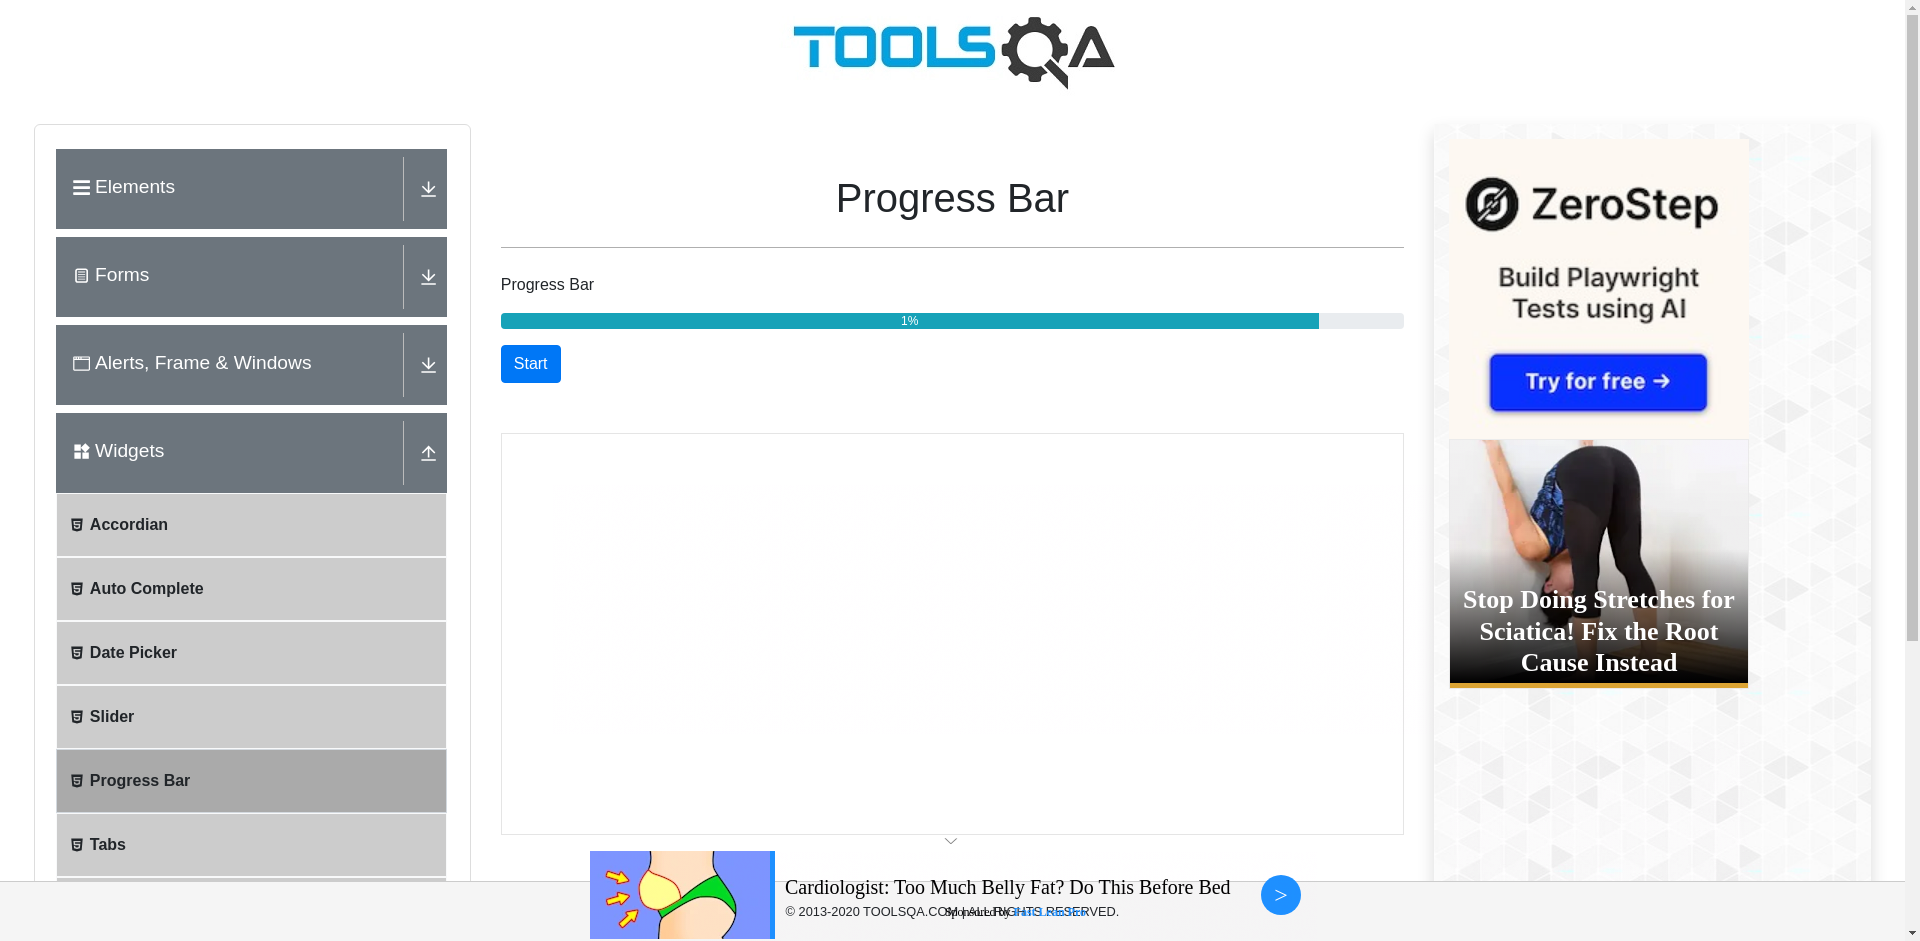 TOOLSQA
Elements
Forms
Alerts, Frame & Windows
Widgets
Accordian
Auto Complete
Date Picker
Slider
Progress Bar
Tabs
Progress Bar
Progress Bar
1%
Start
ZeroStep
Build Playwright
Tests using AI
Try for free →
Stop Doing Stretches for
Sciatica! Fix the Root
Cause Instead
Cardiologist: Too Much Belly Fat? Do This Before Bed
>
© 2013-2020 TOOLSQA.COM | ALL RIGHTS RESERVED.
Sponsored by